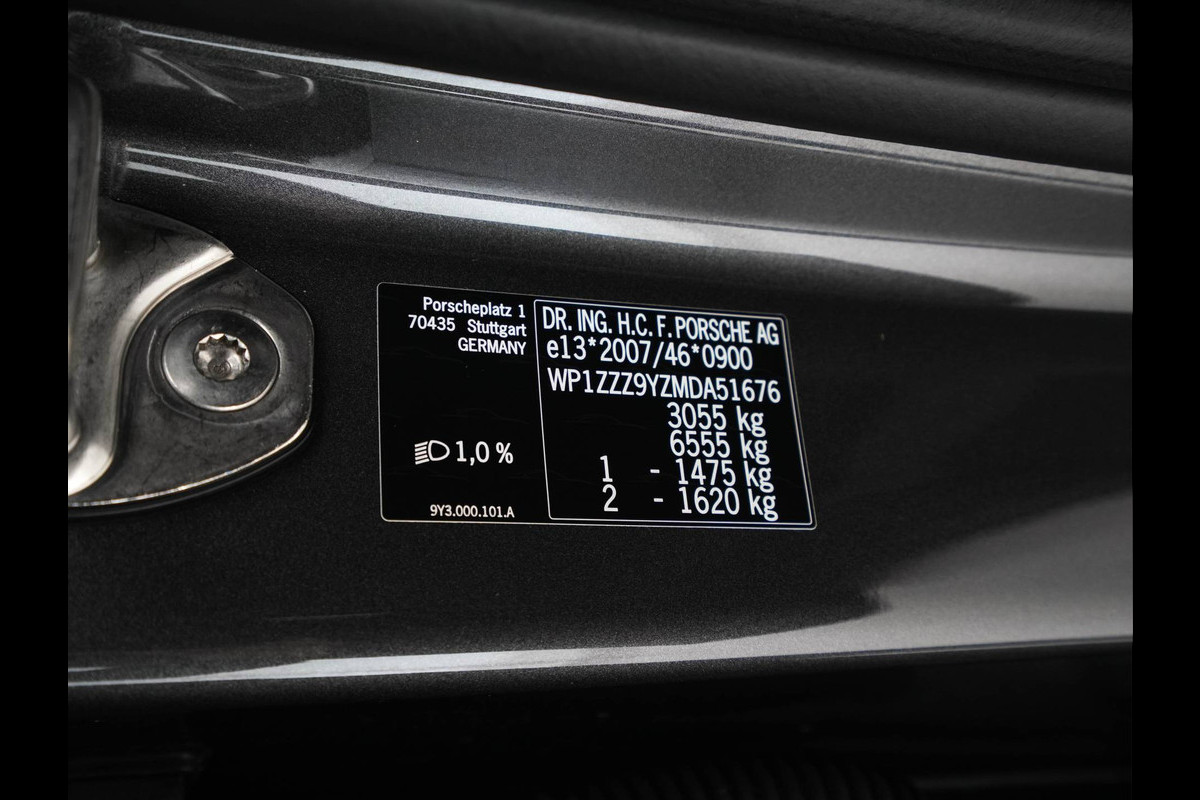 Porscheplatz 1
70435 Stuttgart
GERMANY
1,0 %
9Y3.000.101.A
DR. ING. H.C. F. PORSCHE AG
e13*2007/46*0900
WP1ZZZ9YZMDA51676
3055 kg
6555 kg
1 - 1475 kg
2 - 1620 kg